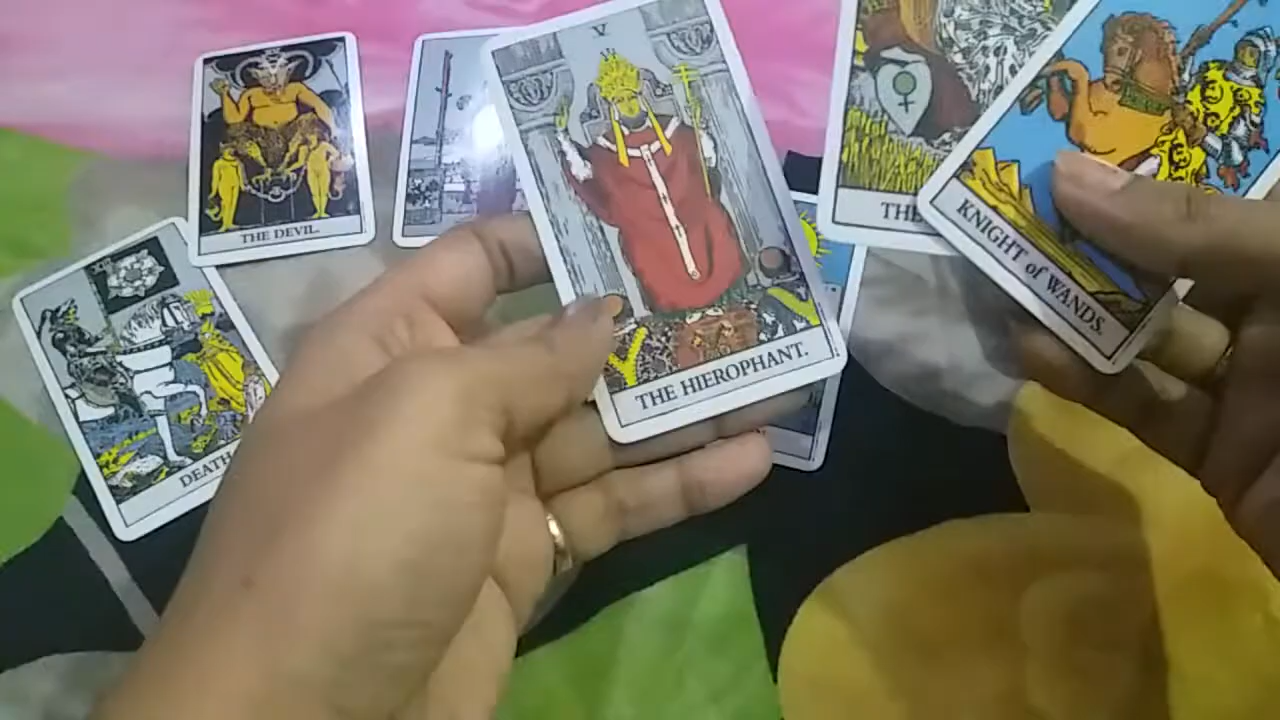 THE DEVIL.
V
THE
KNIGHT of WANDS.
THE HIEROPHANT.
DEATH